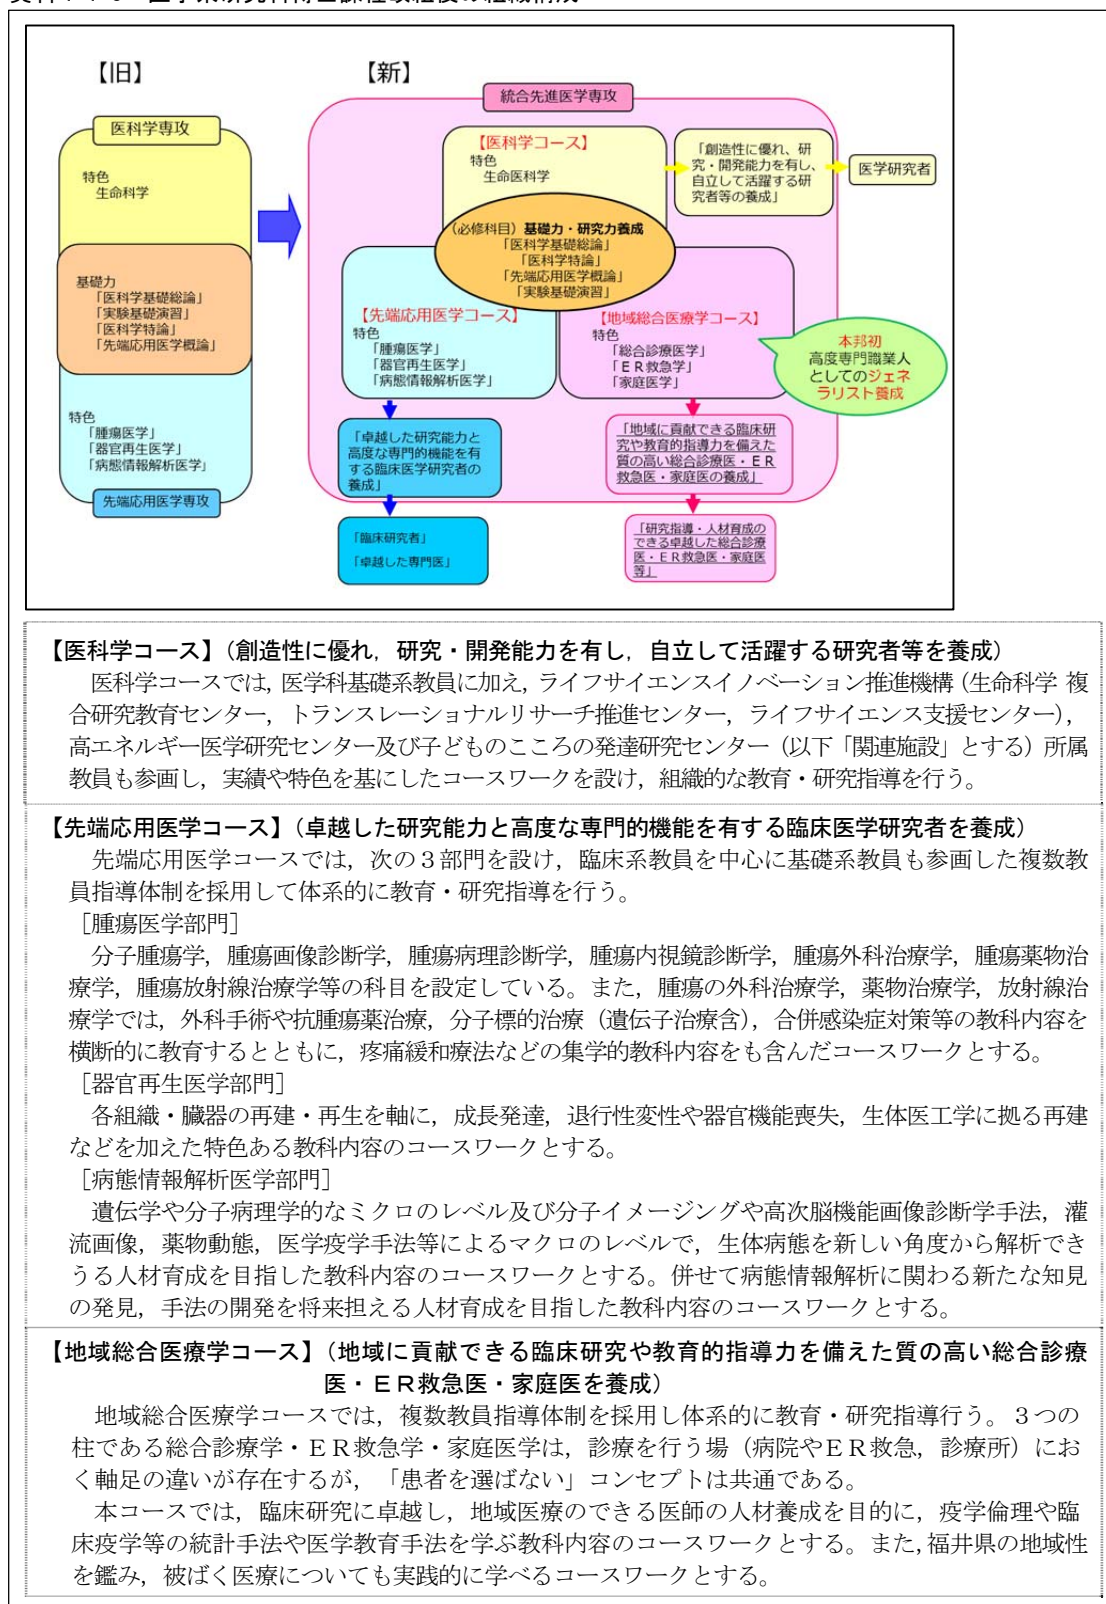 【旧】
【新】
医科学専攻
特色
生命科学
基礎力
「医科学基礎総論」
「実験基礎演習」
「医科学特論」
「先端応用医学概論」
特色
「腫瘍医学」
「器官再生医学」
「病態情報解析医学」
先端応用医学専攻
統合先進医学専攻
【医科学コース】
特色
生命医科学
「創造性に優れ、研
究・開発能力を有し、
自立して活躍する研
究者等の養成」
医学研究者
(必修科目) 基礎力・研究力養成
「医科学基礎総論」
「医科学特論」
「先端応用医学概論」
「実験基礎演習」
【先端応用医学コース】
特色
「腫瘍医学」
「器官再生医学」
「病態情報解析医学」
【地域総合医療学コース】
特色
「総合診療医学」
「ER救急学」
「家庭医学」
本邦初
高度専門職業人
としてのジェネ
ラリスト養成
「卓越した研究能力と
高度な専門的機能を有
する臨床医学研究者の
養成」
「地域に貢献できる臨床研
究や教育的指導力を備えた
質の高い総合診療医・ER
救急医・家庭医の養成」
「臨床研究者」
「卓越した専門医」
「研究指導・人材育成の
できる卓越した総合診療
医・ER救急医・家庭医
等」
【医科学コース】（創造性に優れ，研究・開発能力を有し，自立して活躍する研究者等を養成）
医科学コースでは，医学科基礎系教員に加え，ライフサイエンスイノベーション推進機構（生命科学 複
合研究教育センター，トランスレーショナルリサーチ推進センター，ライフサイエンス支援センター），
高エネルギー医学研究センター及び子どものこころの発達研究センター（以下「関連施設」とする）所属
教員も参画し，実績や特色を基にしたコースワークを設け，組織的な教育・研究指導を行う。
【先端応用医学コース】（卓越した研究能力と高度な専門的機能を有する臨床医学研究者を養成）
先端応用医学コースでは，次の３部門を設け，臨床系教員を中心に基礎系教員も参画した複数教
員指導体制を採用して体系的に教育・研究指導を行う。
［腫瘍医学部門］
分子腫瘍学，腫瘍画像診断学，腫瘍病理診断学，腫瘍内視鏡診断学，腫瘍外科治療学，腫瘍薬物治
療学，腫瘍放射線治療学等の科目を設定している。また，腫瘍の外科治療学，薬物治療学，放射線治
療学では，外科手術や抗腫瘍薬治療，分子標的治療（遺伝子治療含），合併感染症対策等の教科内容を
横断的に教育するとともに，疼痛緩和療法などの集学的教科内容をも含んだコースワークとする。
［器官再生医学部門］
各組織・臓器の再建・再生を軸に，成長発達，退行性変性や器官機能喪失，生体医工学に拠る再建
などを加えた特色ある教科内容のコースワークとする。
［病態情報解析医学部門］
遺伝学や分子病理学的なミクロのレベル及び分子イメージングや高次脳機能画像診断学手法，灌
流画像，薬物動態，医学疫学手法等によるマクロのレベルで，生体病態を新しい角度から解析でき
うる人材育成を目指した教科内容のコースワークとする。併せて病態情報解析に関わる新たな知見
の発見，手法の開発を将来担える人材育成を目指した教科内容のコースワークとする。
【地域総合医療学コース】（地域に貢献できる臨床研究や教育的指導力を備えた質の高い総合診療
医・ＥＲ救急医・家庭医を養成）
地域総合医療学コースでは，複数教員指導体制を採用し体系的に教育・研究指導行う。３つの
柱である総合診療学・ＥＲ救急学・家庭医学は，診療を行う場（病院やＥＲ救急，診療所）にお
く軸足の違いが存在するが，「患者を選ばない」コンセプトは共通である。
本コースでは，臨床研究に卓越し，地域医療のできる医師の人材養成を目的に，疫学倫理や臨
床疫学等の統計手法や医学教育手法を学ぶ教科内容のコースワークとする。また，福井県の地域性
を鑑み，被ばく医療についても実践的に学べるコースワークとする。